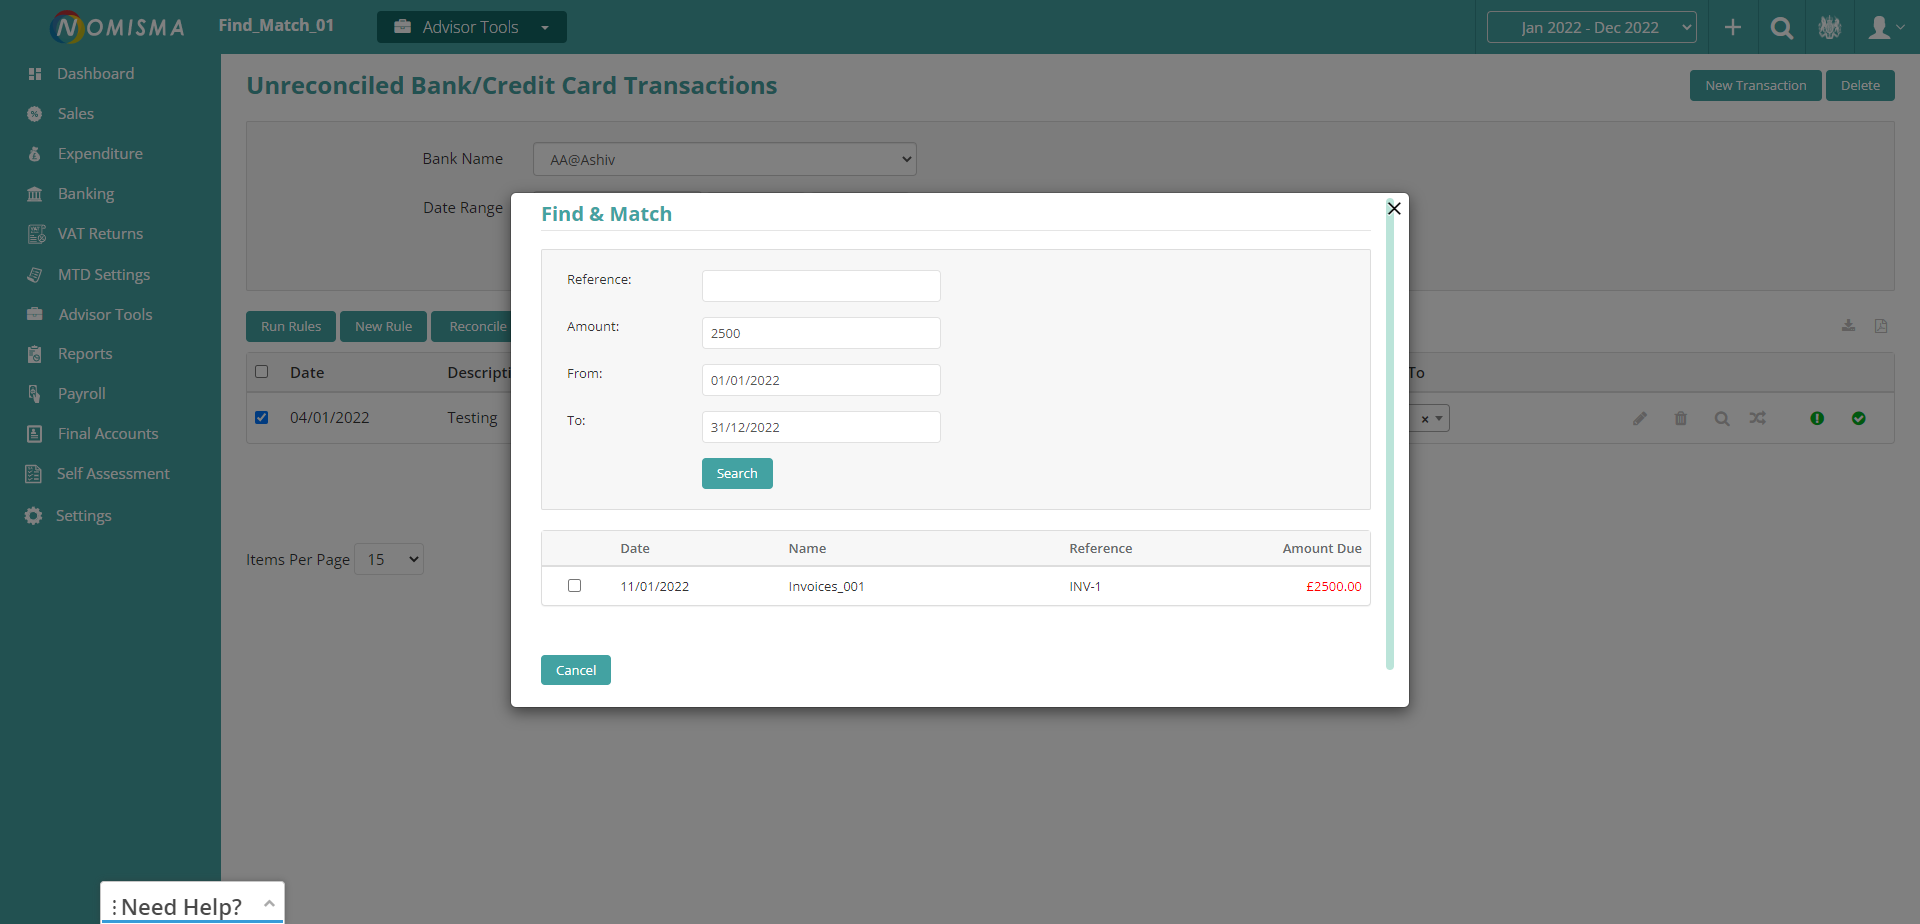 NOMISMA
Find_Match_01
Advisor Tools
Jan 2022 - Dec 2022
Dashboard
Sales
Expenditure
Banking
VAT Returns
MTD Settings
Advisor Tools
Reports
Payroll
Final Accounts
Self Assessment
Settings
Unreconciled Bank/Credit Card Transactions
New Transaction
Delete
Bank Name
AA@Ashiv
Date Range
Run Rules
New Rule
Reconcile
Date
Descripti
To
04/01/2022
Testing
×
Items Per Page
15
Find & Match
Reference:
Amount:
2500
From:
01/01/2022
To:
31/12/2022
Search
Date Name Reference Amount Due
11/01/2022 Invoices_001 INV-1 £2500.00
Cancel
Need Help?